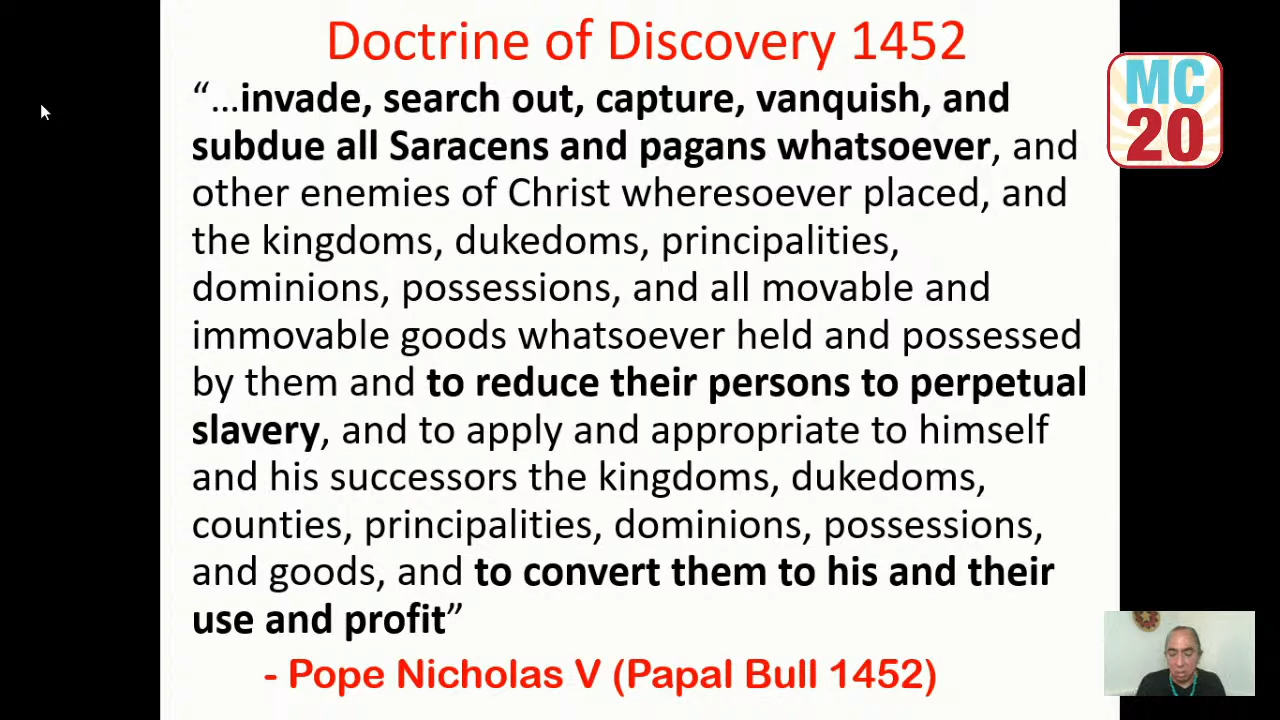 Doctrine of Discovery 1452
“…invade, search out, capture, vanquish, and
subdue all Saracens and pagans whatsoever, and
other enemies of Christ wheresoever placed, and
the kingdoms, dukedoms, principalities,
dominions, possessions, and all movable and
immovable goods whatsoever held and possessed
by them and to reduce their persons to perpetual
slavery, and to apply and appropriate to himself
and his successors the kingdoms, dukedoms,
counties, principalities, dominions, possessions,
and goods, and to convert them to his and their
use and profit”
- Pope Nicholas V (Papal Bull 1452)
MC
20